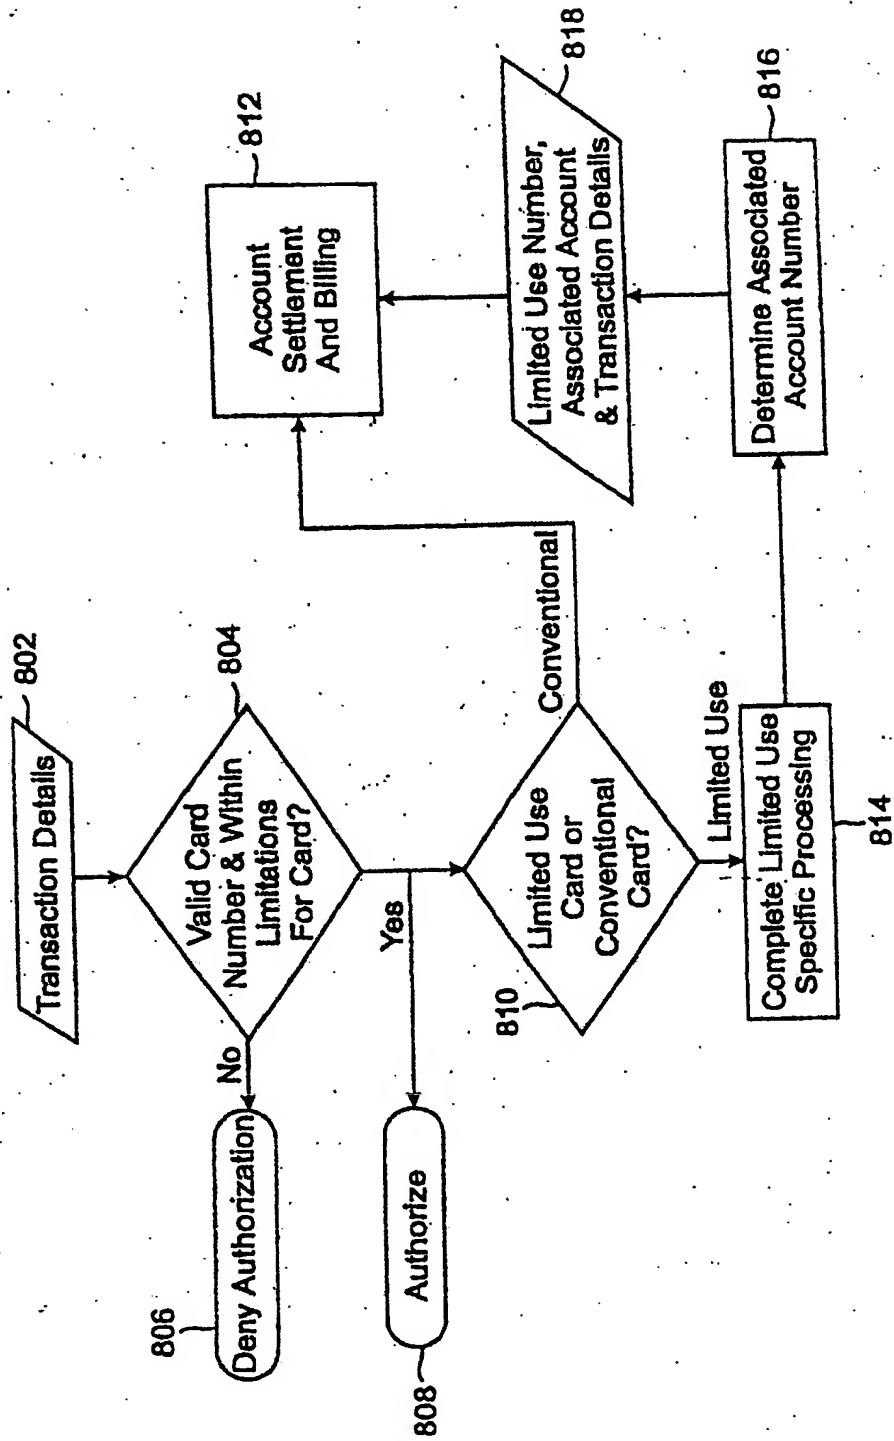 802
Transaction Details
804
Valid Card
Number & Within
Limitations
For Card?
No
806
Deny Authorization
Yes
808
Authorize
810
Limited Use
Card or
Conventional
Card?
Conventional
812
Account
Settlement
And Billing
Limited Use
Complete Limited Use
Specific Processing
814
Determine Associated
Account Number
816
Limited Use Number,
Associated Account
& Transaction Details
818